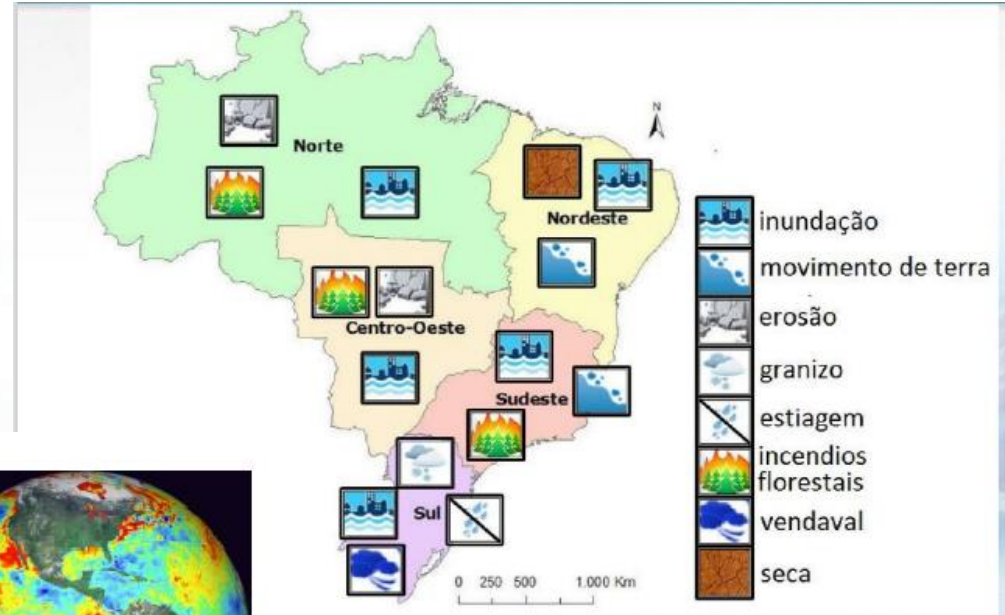 N
Norte
Nordeste
Centro-Oeste
Sudeste
Sul
0 250 500 1.000 Km
inundação
movimento de terra
erosão
granizo
estiagem
incendios
florestais
vendaval
seca